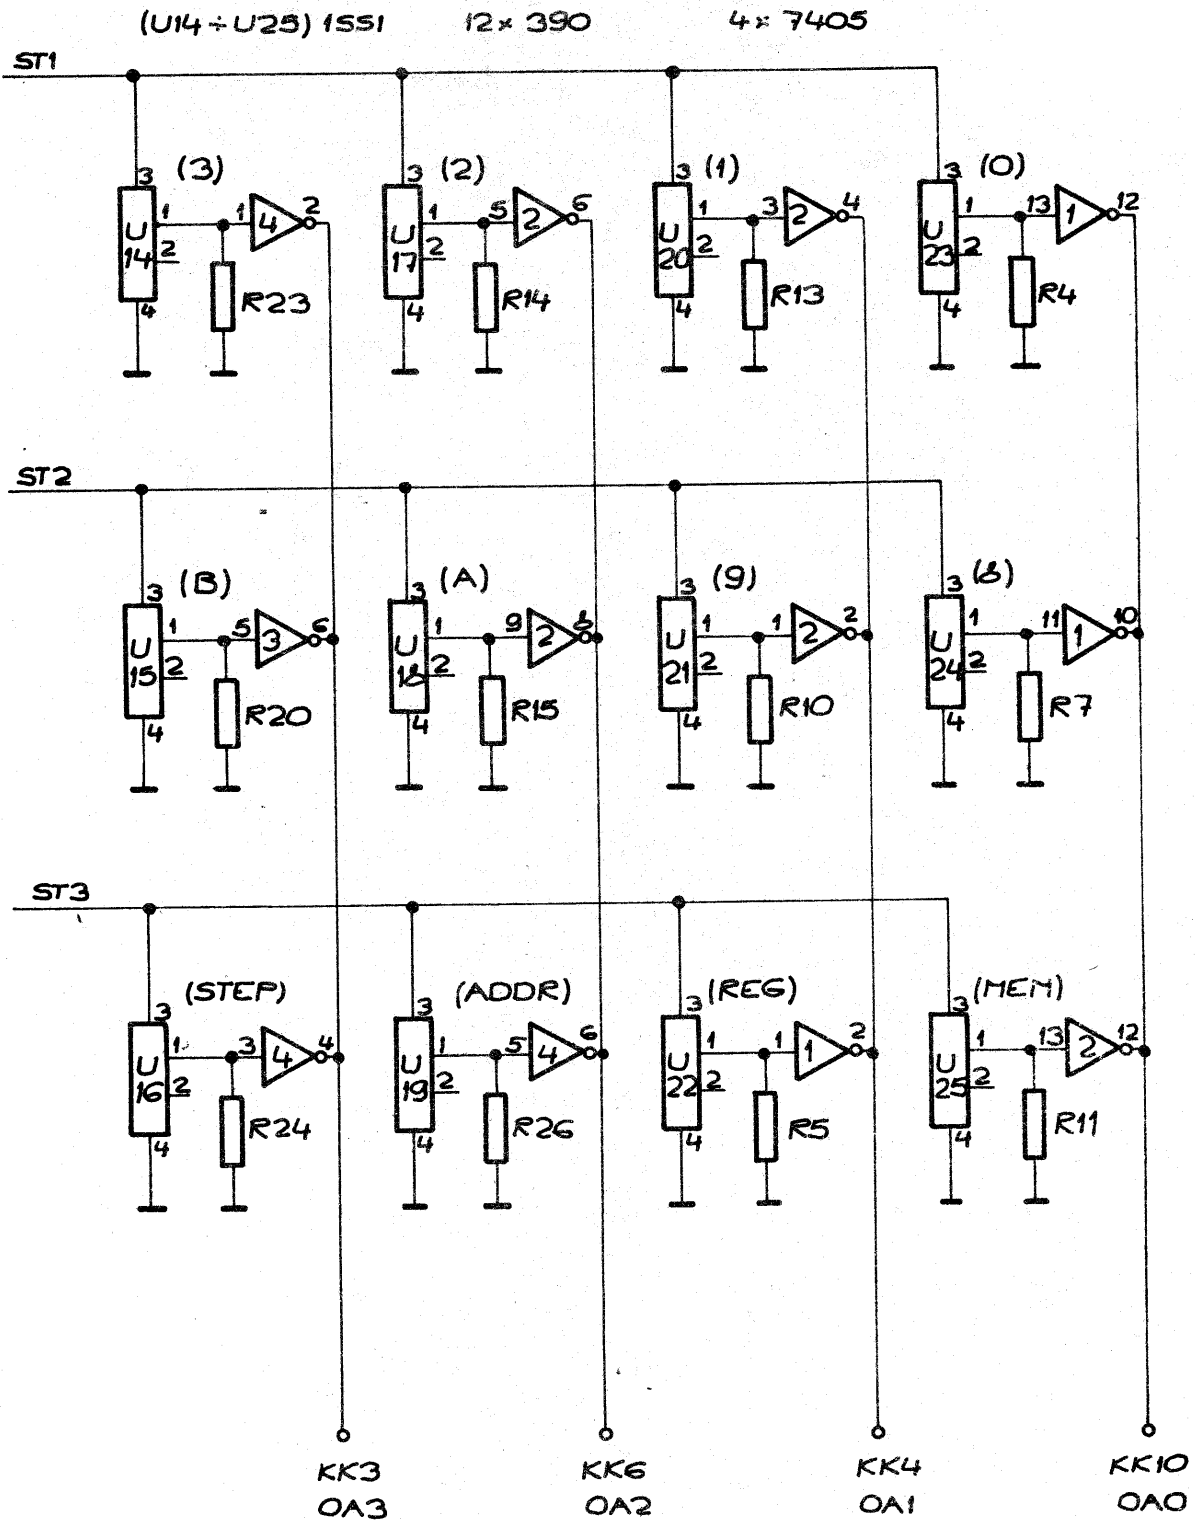 (U14 ÷ U25) 1SS1 12 x 390 4 x 7405
ST1
3 (3) 3 (2) 3 (1) 3 (0)
1 1 4 2 1 5 2 6 1 3 2 4 1 13 1 12
U 14 2 U 17 2 U 20 2 U 23 2
4 R23 4 R14 4 R13 4 R4
ST2
3 (B) 3 (A) 3 (9) 3 (8)
1 5 3 6 1 9 2 8 1 1 2 2 1 11 1 10
U 15 2 U 18 2 U 21 2 U 24 2
4 R20 4 R15 4 R10 4 R7
ST3
3 (STEP) 3 (ADDR) 3 (REG) 3 (MEM)
1 3 4 4 1 5 4 6 1 1 1 2 1 13 2 12
U 16 2 U 19 2 U 22 2 U 25 2
4 R24 4 R26 4 R5 4 R11
KK3 KK6 KK4 KK10
OA3 OA2 OA1 OA0